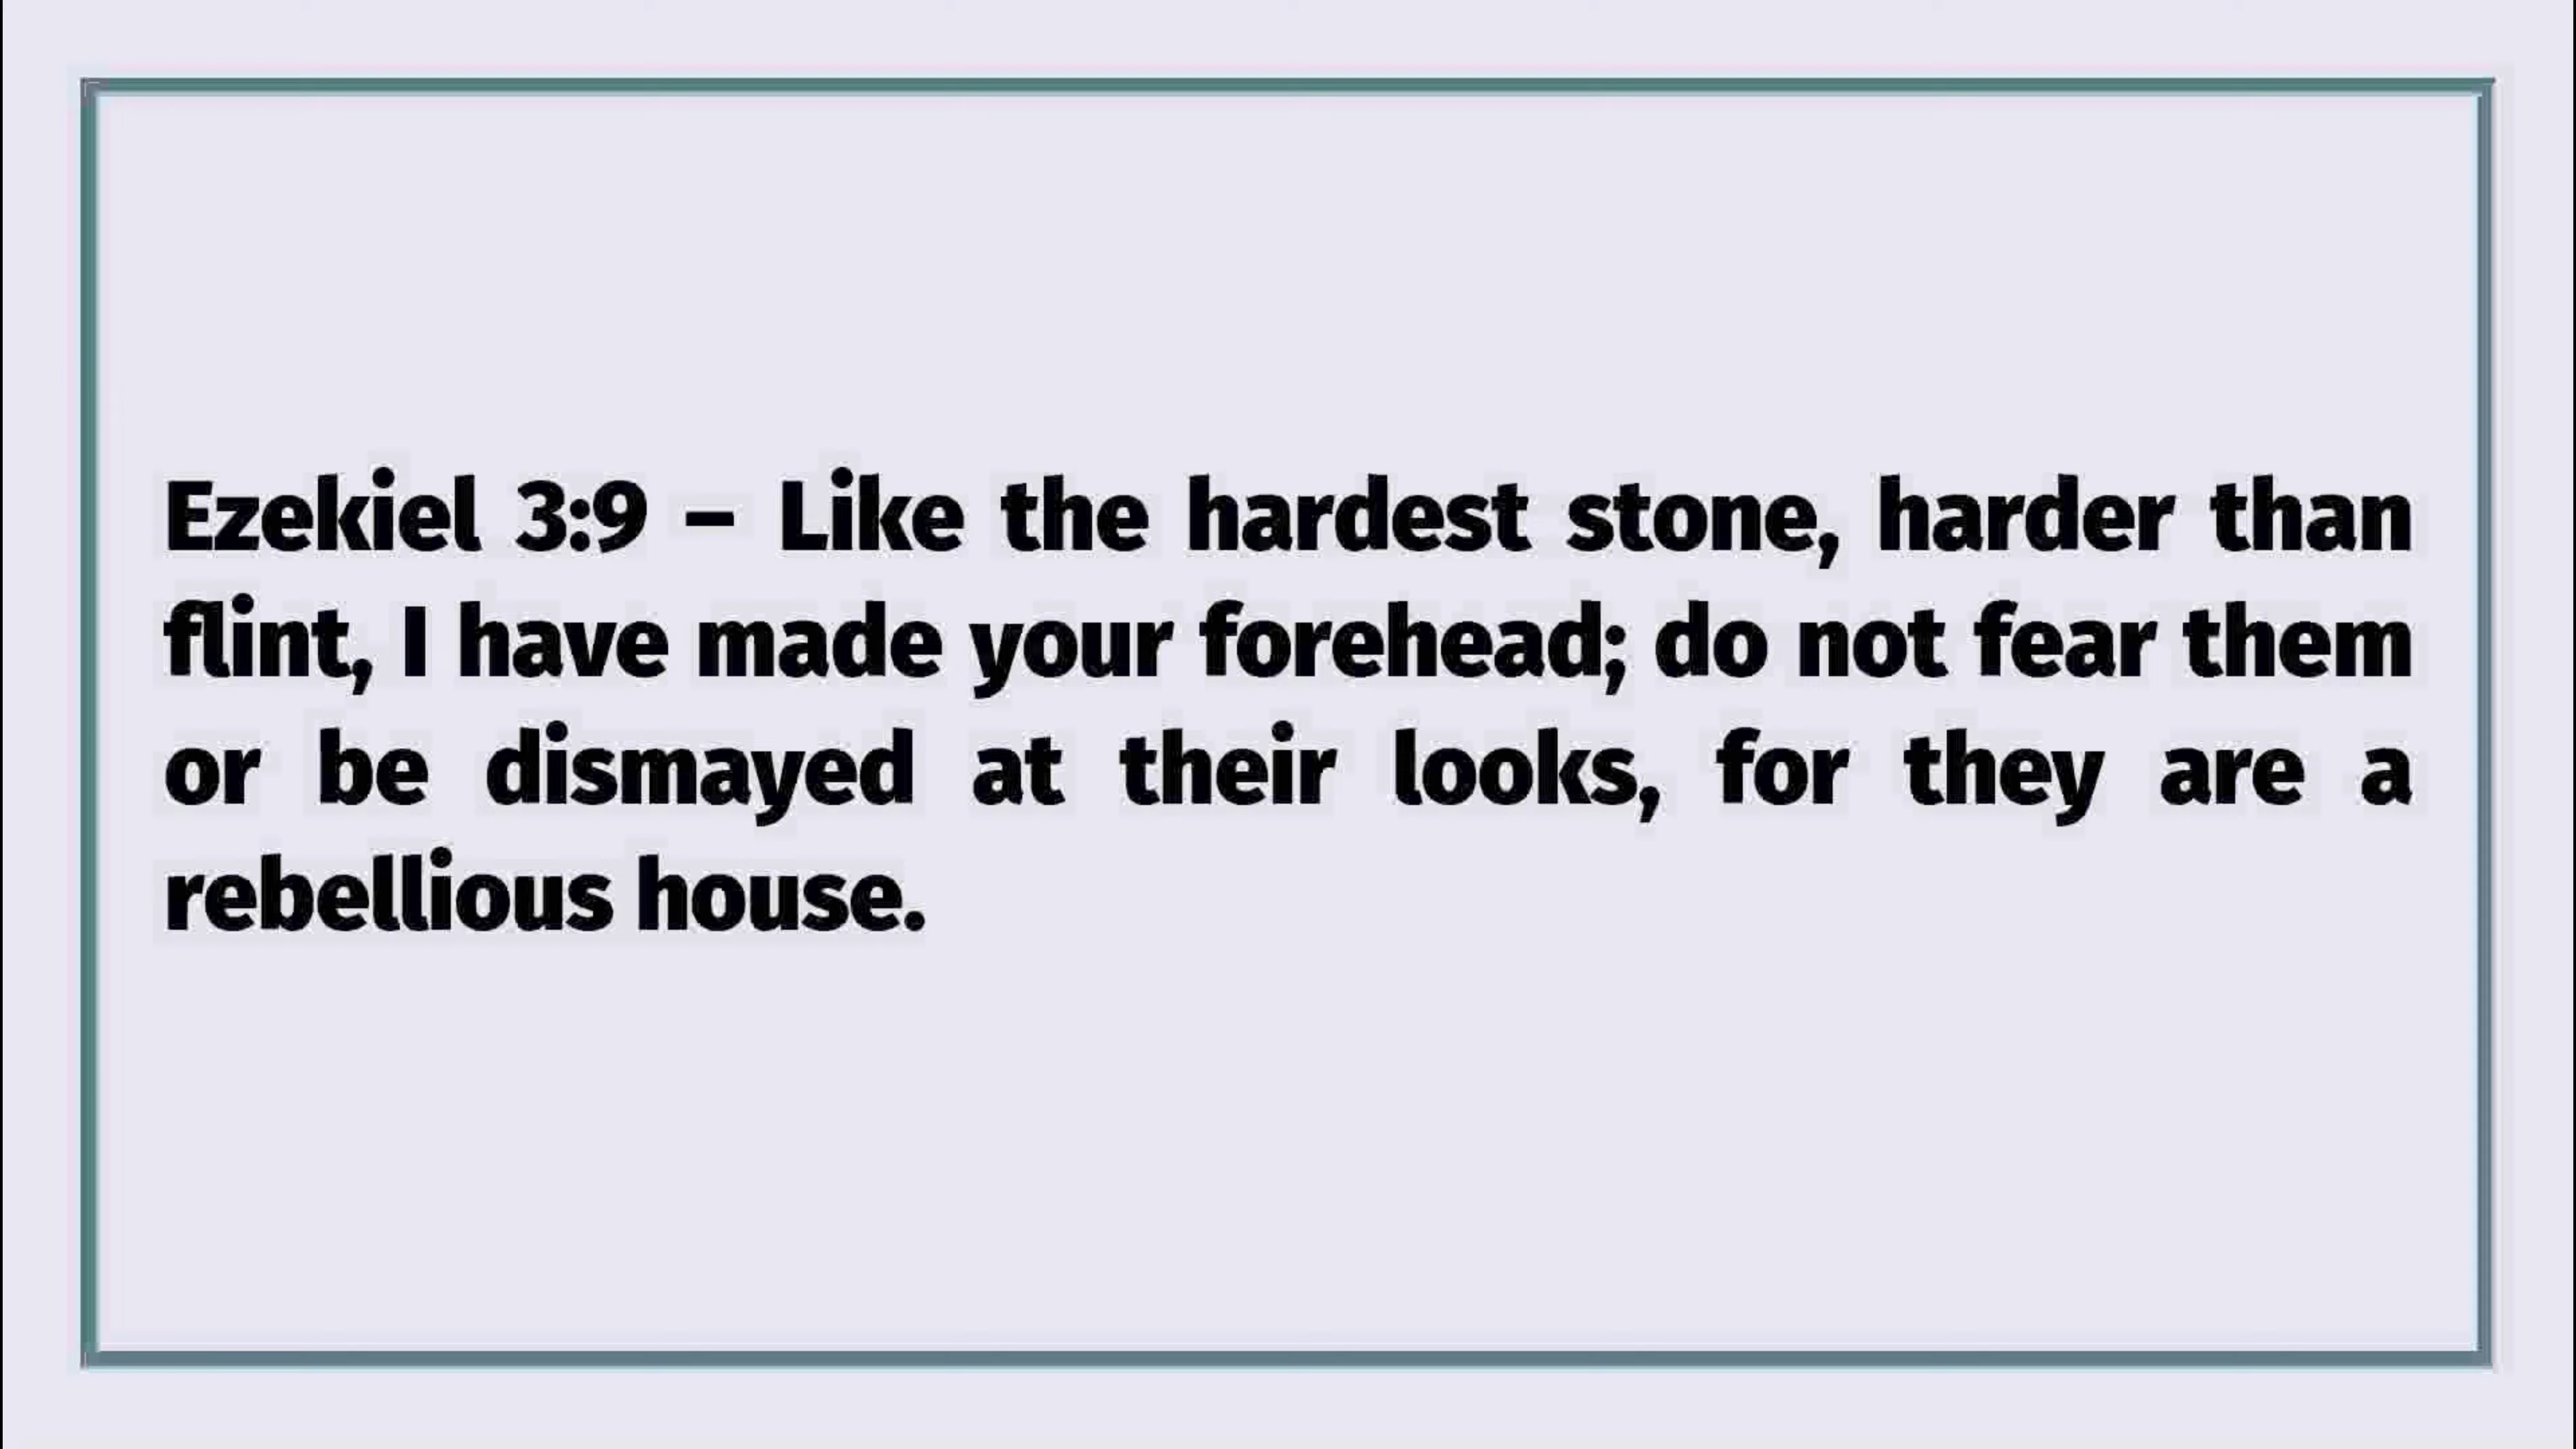 Ezekiel 3:9 – Like the hardest stone, harder than
flint, I have made your forehead; do not fear them
or be dismayed at their looks, for they are a
rebellious house.